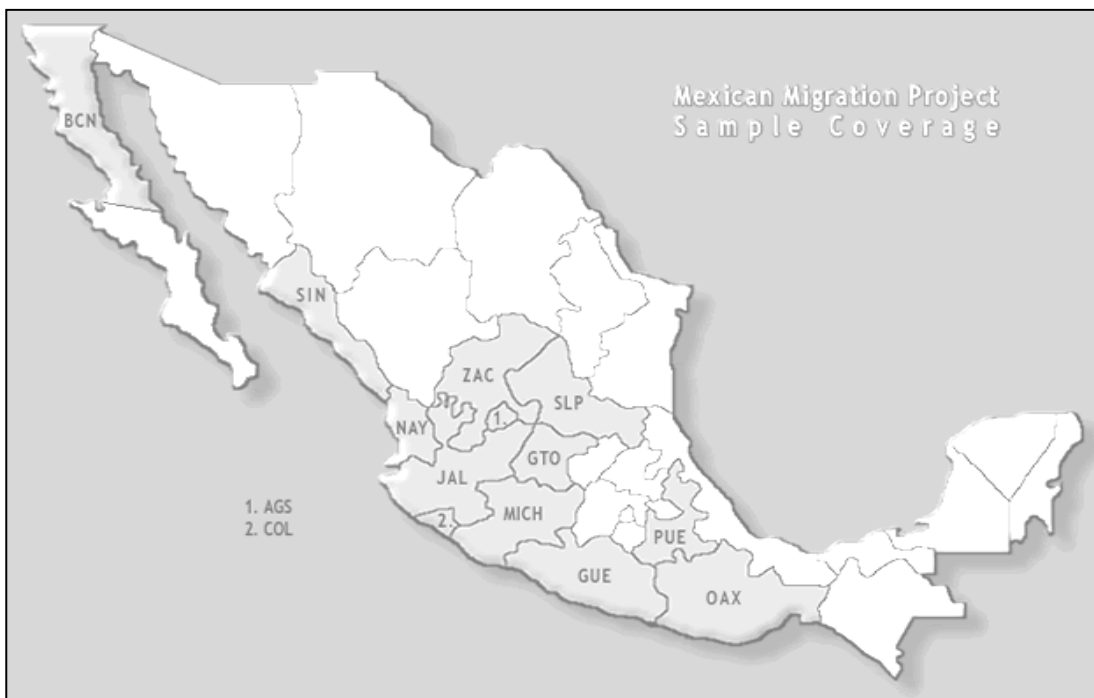 Mexican Migration Project
Sample Coverage
BCN
SIN
ZAC
SLP
NAY
1.
GTO
JAL
1. AGS
2. COL
2.
MICH
PUE
GUE
OAX